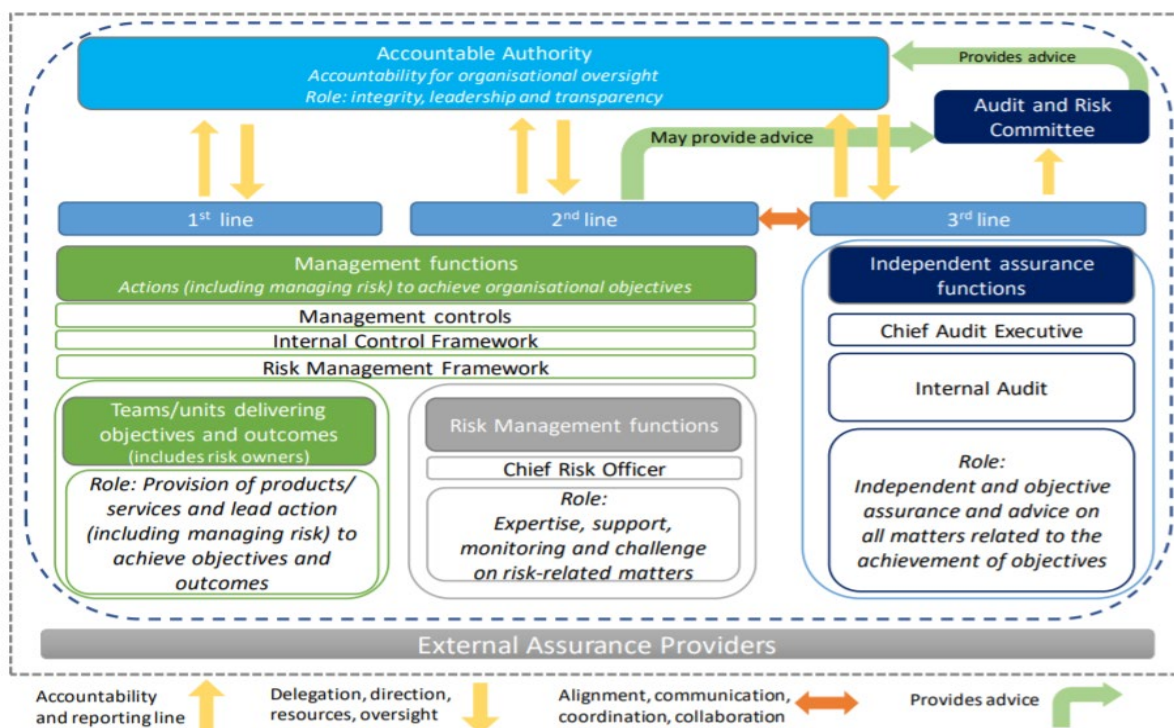 Accountable Authority
Accountability for organisational oversight
Role: integrity, leadership and transparency
Provides advice
Audit and Risk
Committee
May provide advice
1st line
2nd line
3rd line
Management functions
Actions (including managing risk) to achieve organisational objectives
Management controls
Internal Control Framework
Risk Management Framework
Teams/units delivering
objectives and outcomes
(includes risk owners)
Role: Provision of products/
services and lead action
(including managing risk) to
achieve objectives and
outcomes
Risk Management functions
Chief Risk Officer
Role:
Expertise, support,
monitoring and challenge
on risk-related matters
Independent assurance
functions
Chief Audit Executive
Internal Audit
Role:
Independent and objective
assurance and advice on
all matters related to the
achievement of objectives
External Assurance Providers
Accountability
and reporting line
Delegation, direction,
resources, oversight
Alignment, communication,
coordination, collaboration
Provides advice